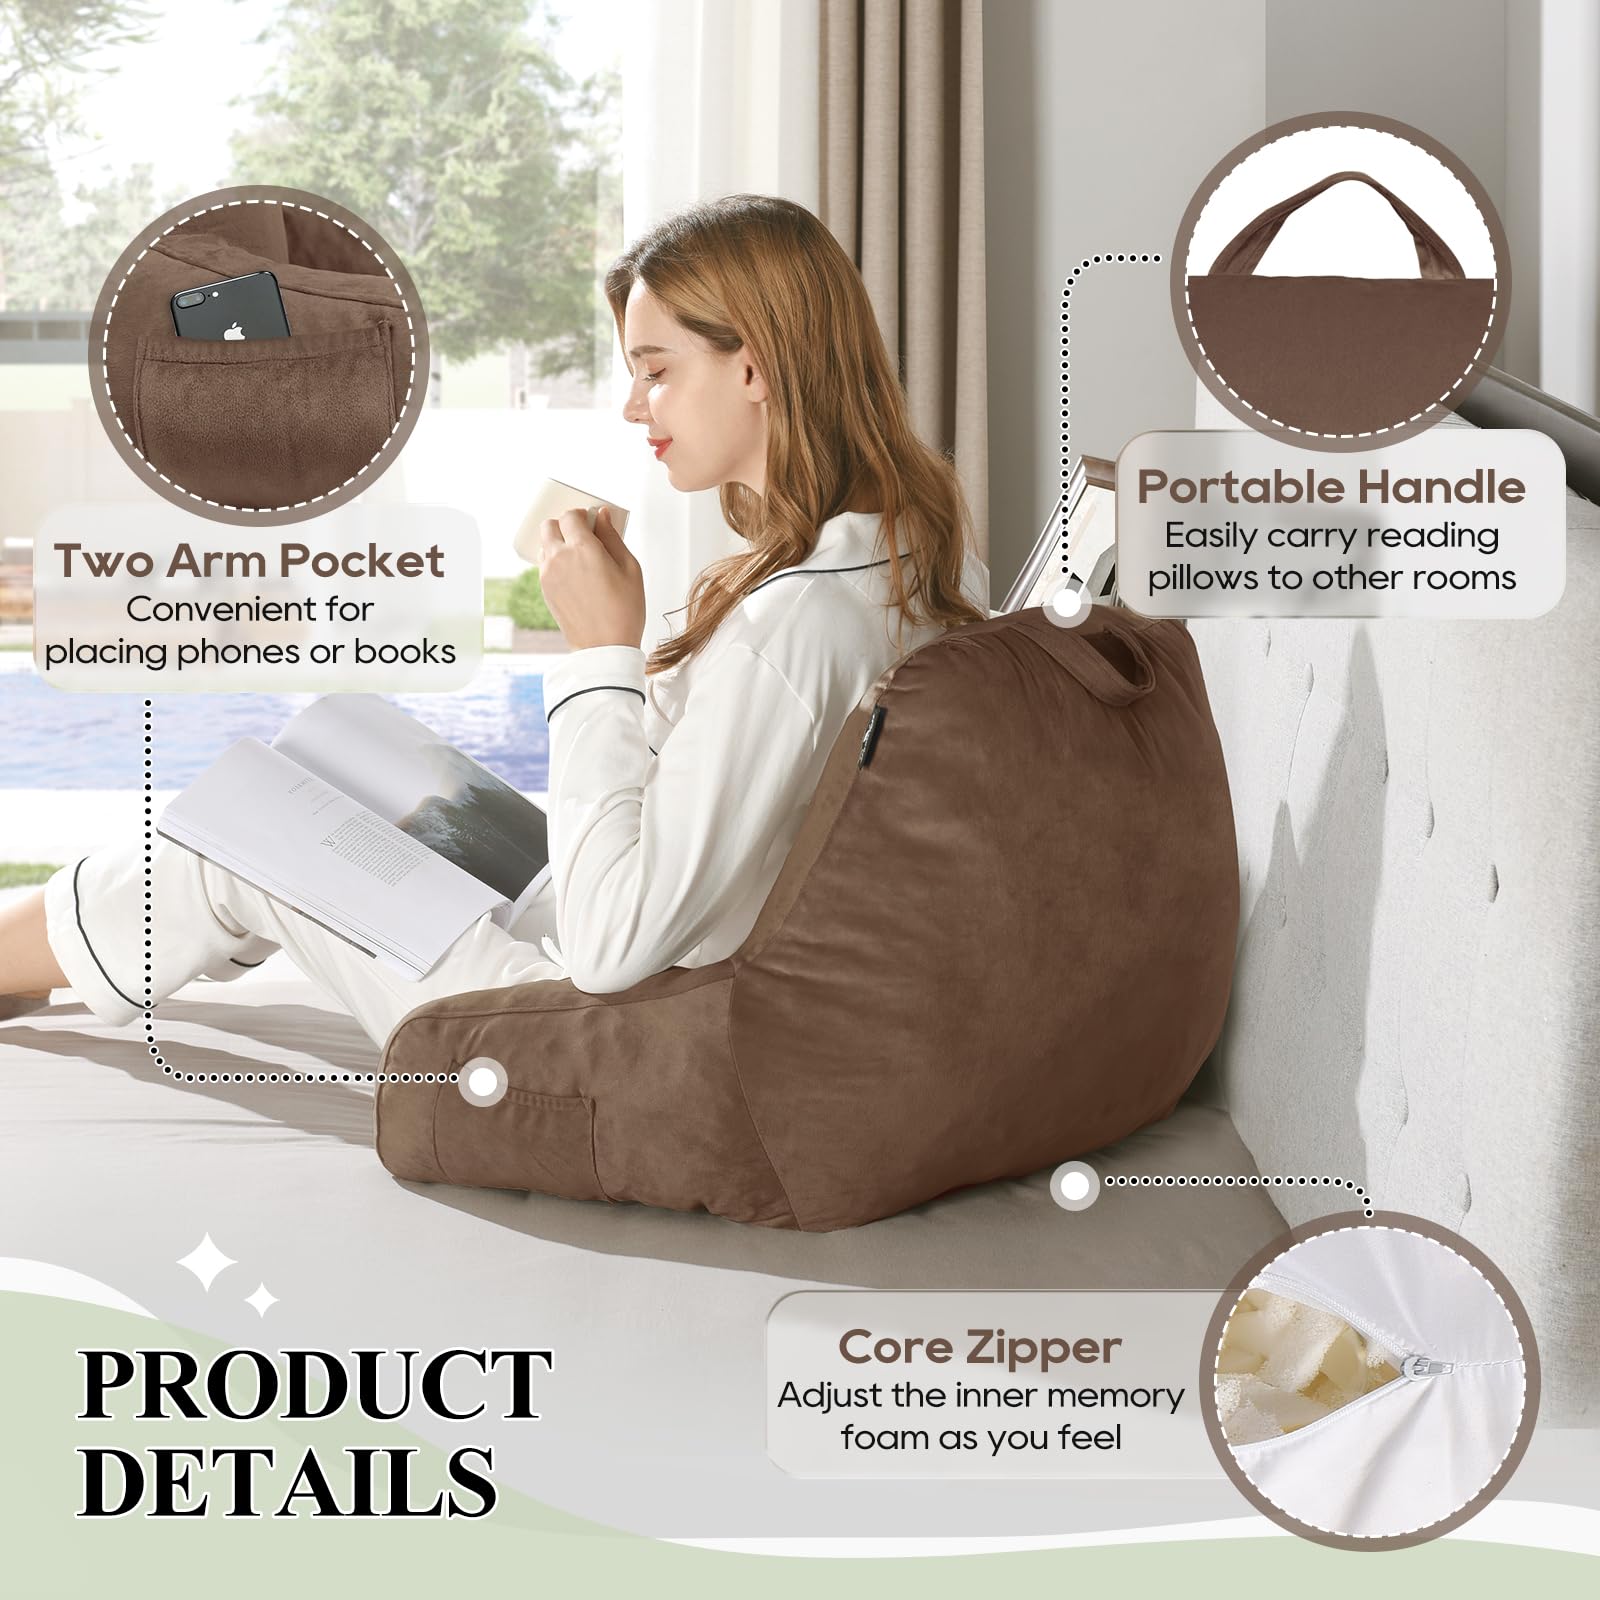 Two Arm Pocket
Convenient for
placing phones or books
Portable Handle
Easily carry reading
pillows to other rooms
Core Zipper
Adjust the inner memory
foam as you feel
PRODUCT
DETAILS